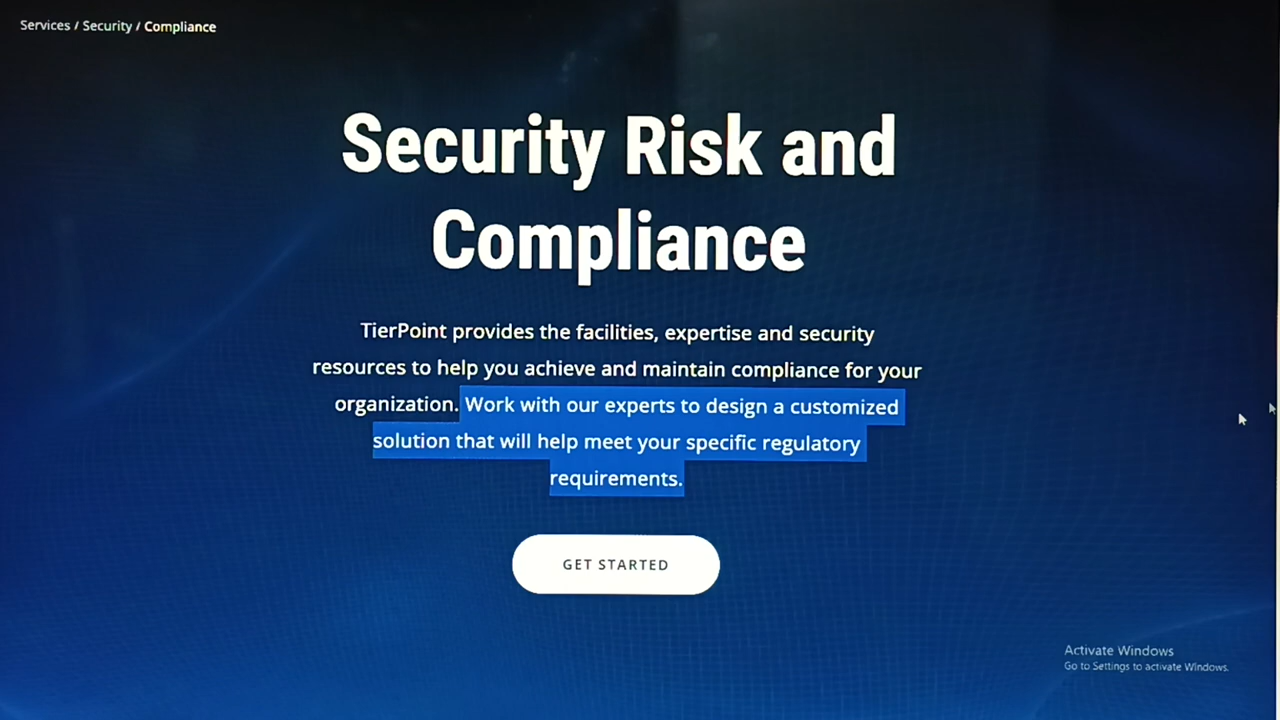 Services / Security / Compliance
Security Risk and
Compliance
TierPoint provides the facilities, expertise and security
resources to help you achieve and maintain compliance for your
organization. Work with our experts to design a customized
solution that will help meet your specific regulatory
requirements.
GET STARTED
Activate Windows
Go to Settings to activate Windows.